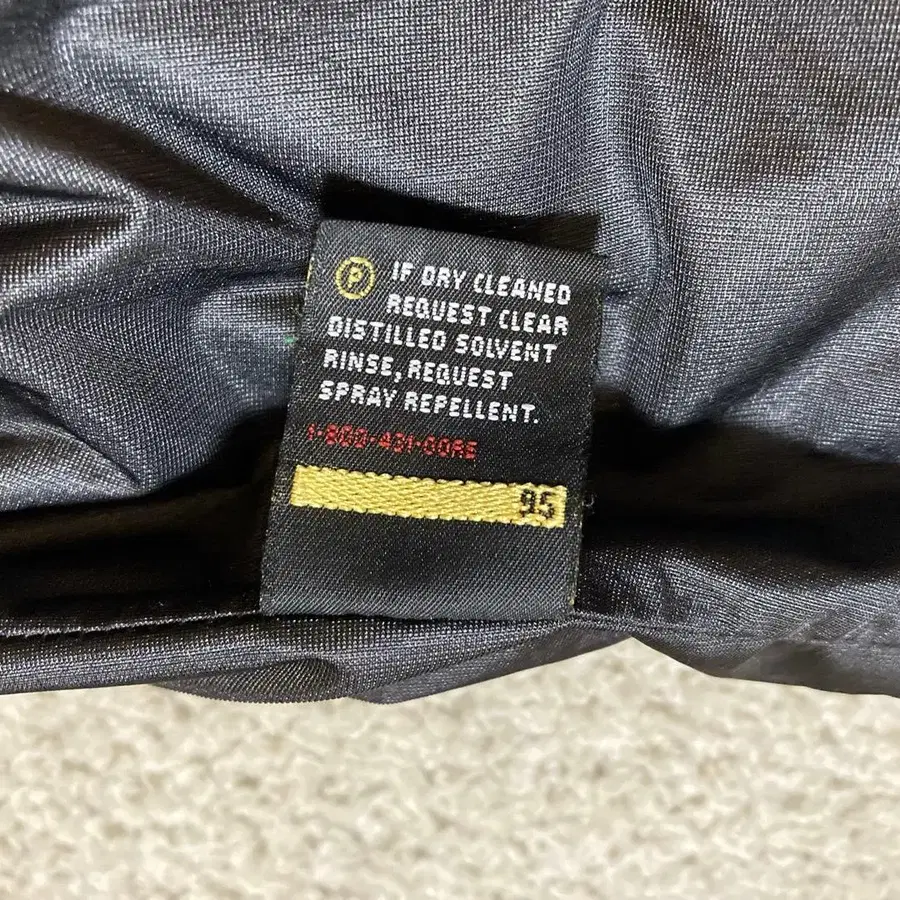 P IF DRY CLEANED
REQUEST CLEAR
DISTILLED SOLVENT
RINSE, REQUEST
SPRAY REPELLENT.
1-800-431-GORE
95